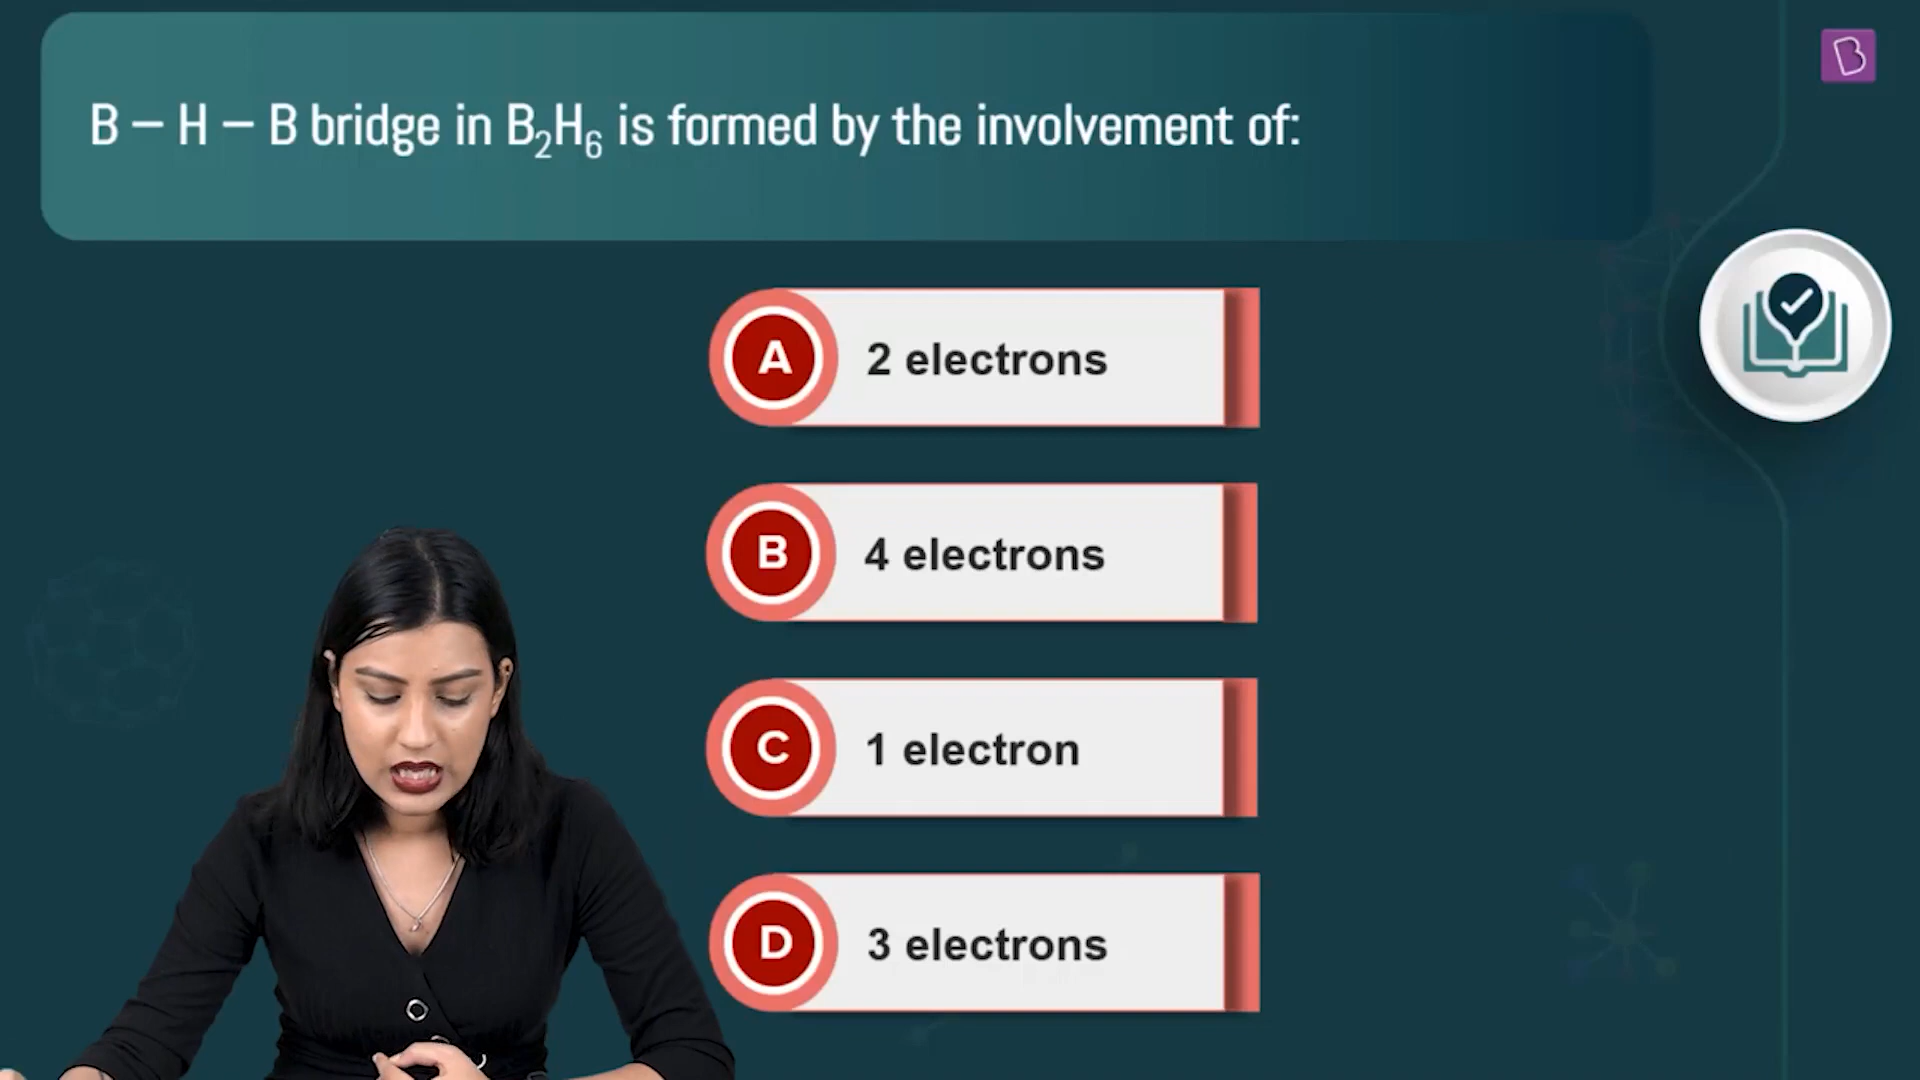 B – H – B bridge in B₂H₆ is formed by the involvement of:
B
A 2 electrons
B 4 electrons
C 1 electron
D 3 electrons